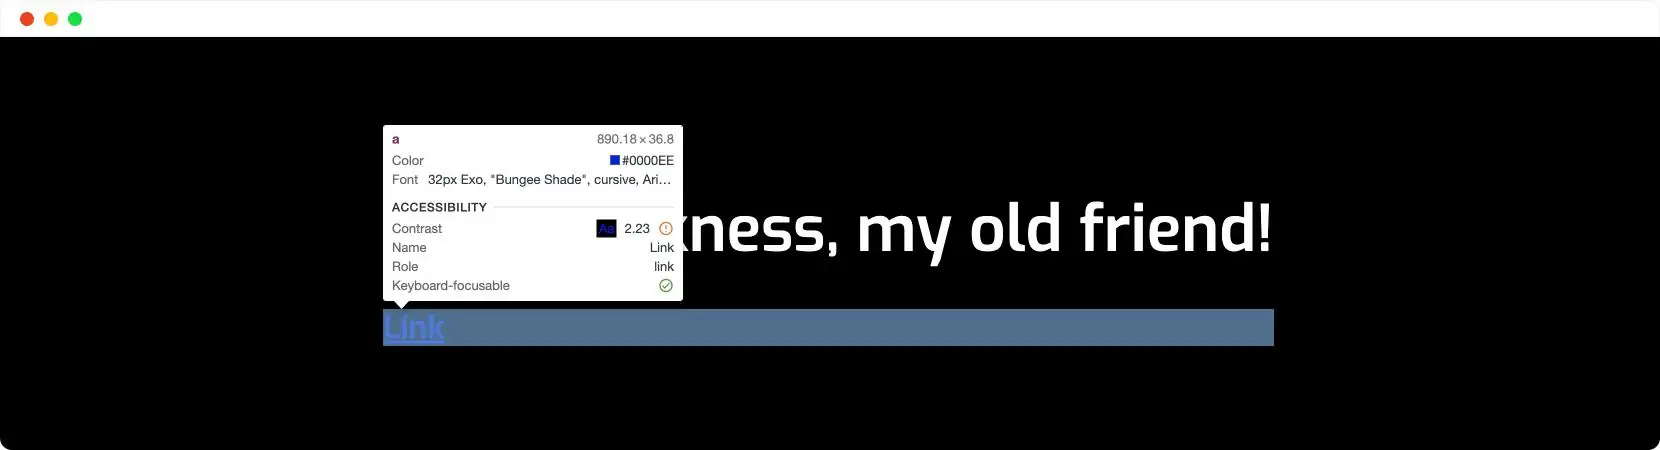 a 890.18 × 36.8
Color #0000EE
Font 32px Exo, "Bungee Shade", cursive, Ari…
ACCESSIBILITY
Contrast Aa 2.23
Name Link
Role link
Keyboard-focusable
ness, my old friend!
Link